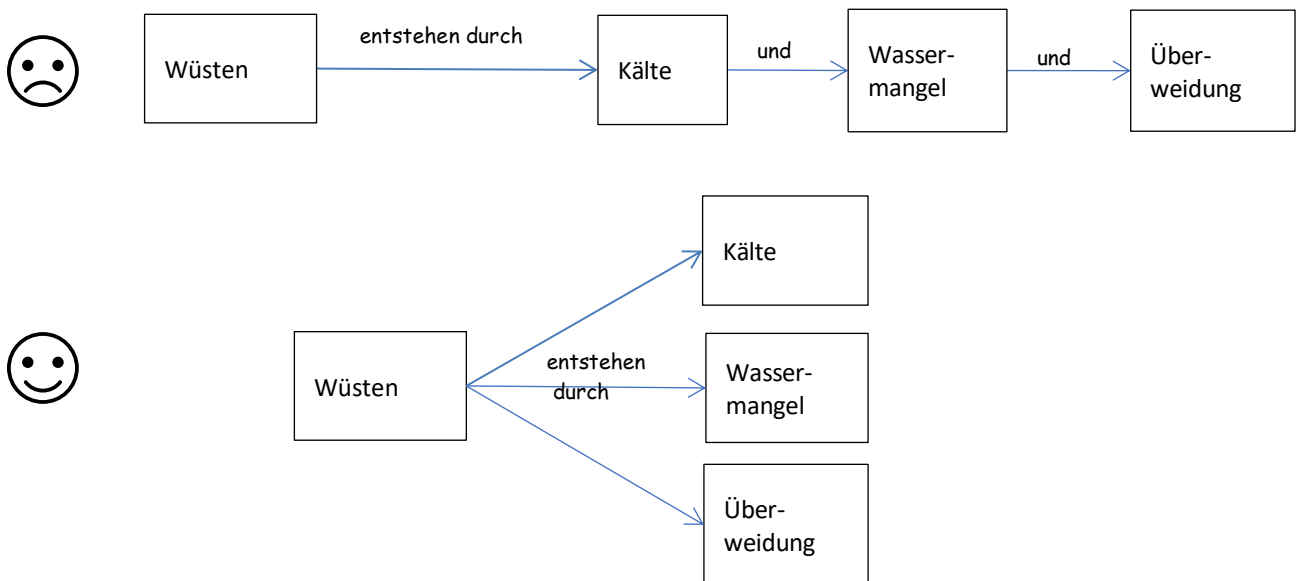 entstehen durch
Wüsten
Kälte
und
Wasser-
mangel
und
Über-
weidung
Kälte
Wüsten
entstehen
durch
Wasser-
mangel
Über-
weidung